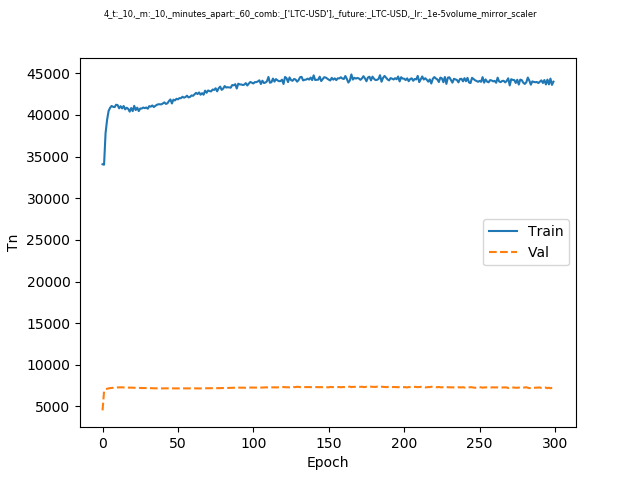 4_t:_10,_m:_10,_minutes_apart:_60_comb:_['LTC-USD'],_future:_LTC-USD,_lr:_1e-5volume_mirror_scaler
45000
40000
35000
30000
25000
20000
15000
10000
5000
Tn
Train
Val
0 50 100 150 200 250 300
Epoch